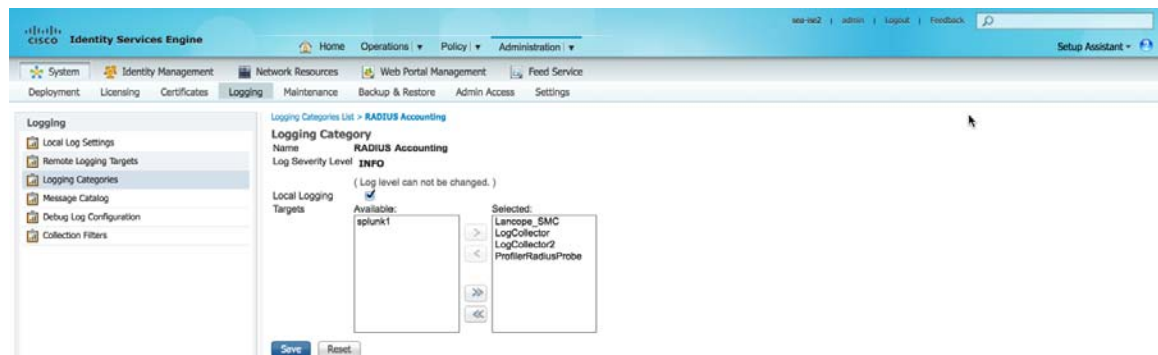 sea-ise2 | admin | Logout | Feedback
CISCO Identity Services Engine
Home Operations Policy Administration
Setup Assistant
System Identity Management Network Resources Web Portal Management Feed Service
Deployment Licensing Certificates Logging Maintenance Backup & Restore Admin Access Settings
Logging
Local Log Settings
Remote Logging Targets
Logging Categories
Message Catalog
Debug Log Configuration
Collection Filters
Logging Categories List > RADIUS Accounting
Logging Category
Name RADIUS Accounting
Log Severity Level INFO
( Log level can not be changed. )
Local Logging
Targets Available: Selected:
splunk1
Lancope_SMC
LogCollector
LogCollector2
ProfilerRadiusProbe
> 
<
>>
<<
Save Reset